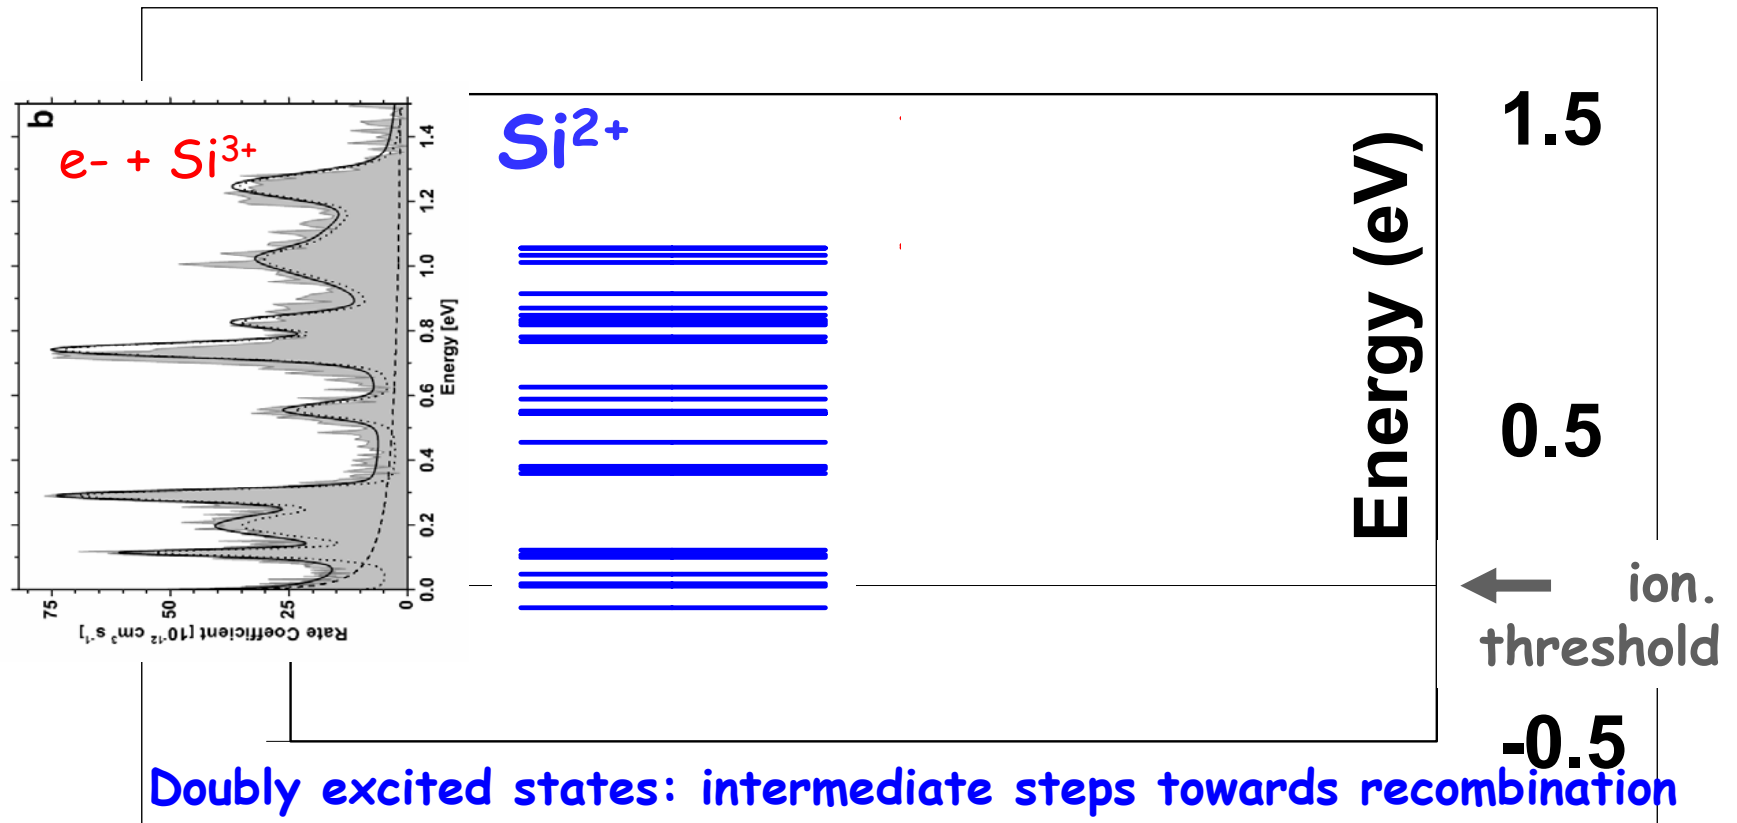 b
e- + Si³⁺
Si²⁺
1.4
1.2
1.0
0.8
0.6
0.4
0.2
0.0
Energy [eV]
75
50
25
0
Rate Coefficient [10⁻¹² cm³ s⁻¹]
Energy (eV)
1.5
0.5
ion.
threshold
-0.5
Doubly excited states: intermediate steps towards recombination